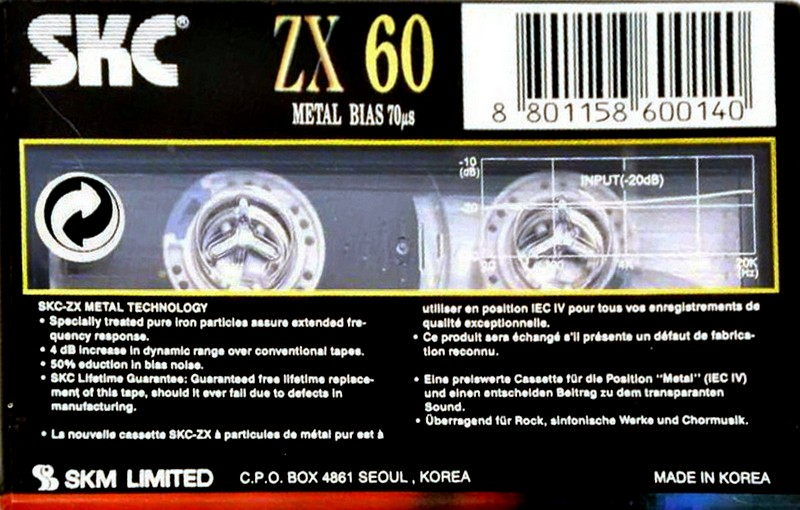 SKC®
ZX 60
METAL BIAS 70µs
8 801158 600140
-10
(dB)
INPUT(-20dB)
20K
(Hz)
SKC-ZX METAL TECHNOLOGY
• Specially treated pure iron particles assure extended fre-
quency response.
• 4 dB increase in dynamic range over conventional tapes.
• 50% eduction in bias noise.
• SKC Lifetime Guarantee: Guaranteed free lifetime replace-
ment of this tape, should it ever fail due to defects in
manufacturing.
• La nouvelle cassette SKC-ZX à particules de métal pur est à
utiliser en position IEC IV pour tous vos enregistrements de
qualité exceptionnelle.
• Ce produit sera échangé s'il présente un défaut de fabrica-
tion reconnu.
• Eine preiswerte Cassette für die Position "Metal" (IEC IV)
und einen entscheiden Beitrag zu dem transparanten
Sound.
• Überragend für Rock, sinfonische Werke und Chormusik.
SKM LIMITED
C.P.O. BOX 4861 SEOUL , KOREA
MADE IN KOREA